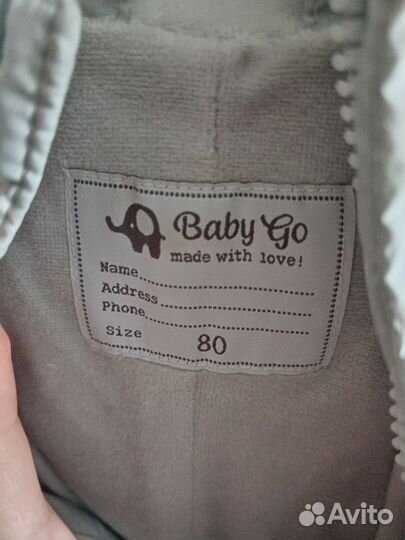 Baby Go
made with love!
Name
Address
Phone
Size 80
Avito